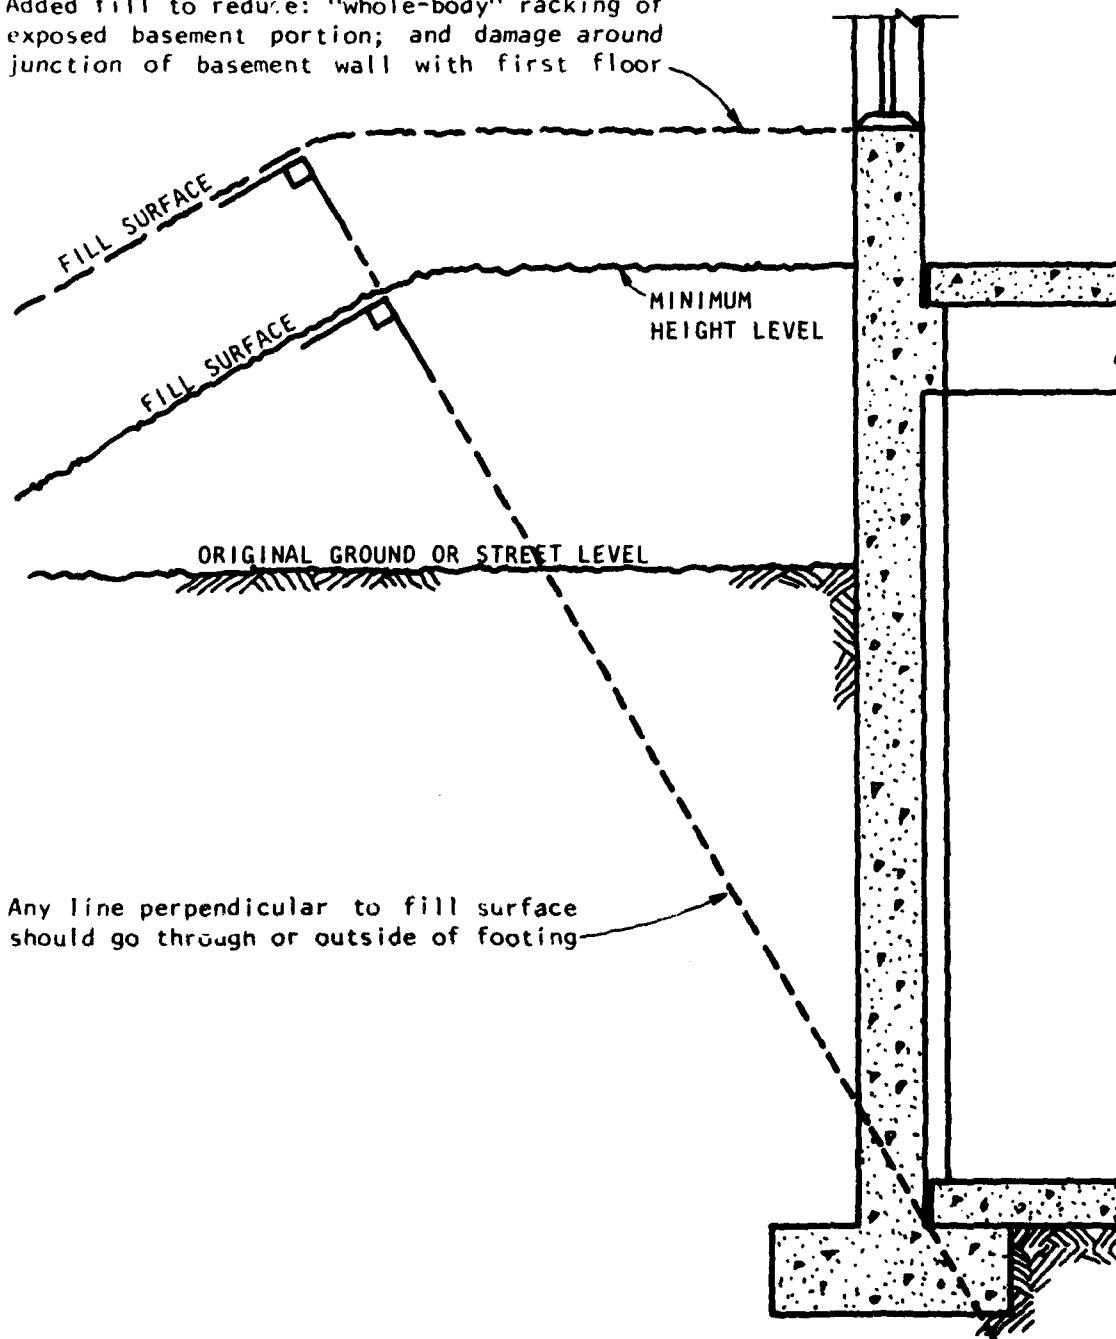 Added fill to reduce: "whole-body" racking of
exposed basement portion; and damage around
junction of basement wall with first floor
FILL SURFACE
FILL SURFACE
MINIMUM
HEIGHT LEVEL
ORIGINAL GROUND OR STREET LEVEL
Any line perpendicular to fill surface
should go through or outside of footing